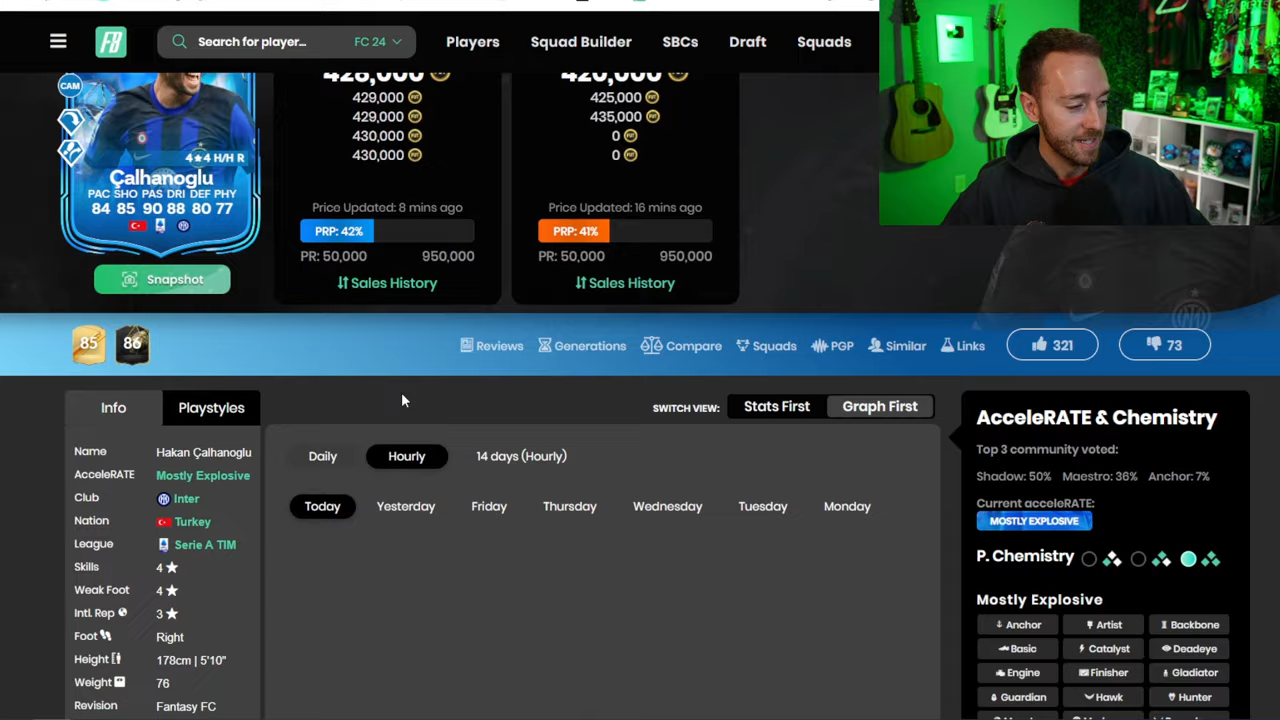 FB
Search for player...
FC 24
Players
Squad Builder
SBCs
Draft
Squads
CAM
4★4 H/H R
Çalhanoglu
PAC SHO PAS DRI DEF PHY
84 85 90 88 80 77
Snapshot
428,000
429,000
429,000
430,000
430,000
Price Updated: 8 mins ago
PRP: 42%
PR: 50,000
950,000
Sales History
420,000
425,000
435,000
0
0
Price Updated: 16 mins ago
PRP: 41%
PR: 50,000
950,000
Sales History
85
86
Reviews
Generations
Compare
Squads
PGP
Similar
Links
321
73
Info
Playstyles
Name Hakan Çalhanoglu
AcceleRATE Mostly Explosive
Club Inter
Nation Turkey
League Serie A TIM
Skills 4★
Weak Foot 4★
Intl. Rep 3★
Foot Right
Height 178cm | 5'10"
Weight 76
Revision Fantasy FC
SWITCH VIEW:
Stats First
Graph First
Daily
Hourly
14 days (Hourly)
Today
Yesterday
Friday
Thursday
Wednesday
Tuesday
Monday
AcceleRATE & Chemistry
Top 3 community voted:
Shadow: 50% Maestro: 36% Anchor: 7%
Current acceleRATE:
MOSTLY EXPLOSIVE
P. Chemistry
Mostly Explosive
Anchor
Artist
Backbone
Basic
Catalyst
Deadeye
Engine
Finisher
Gladiator
Guardian
Hawk
Hunter